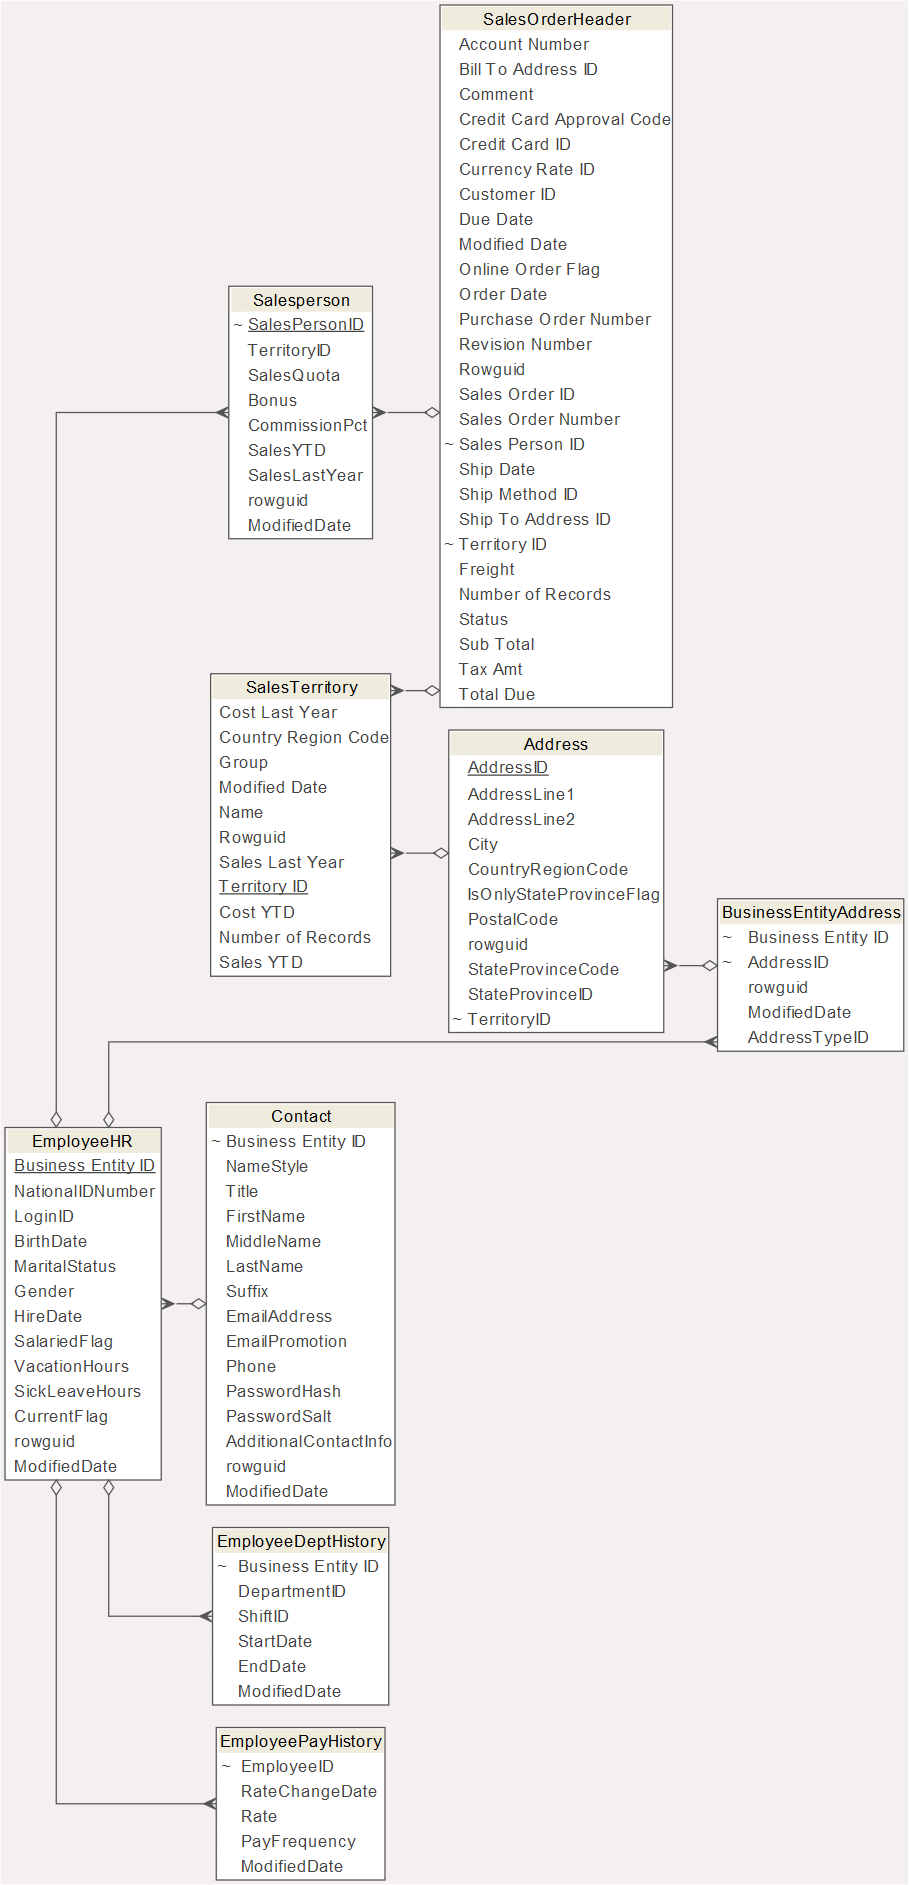 SalesOrderHeader
Account Number
Bill To Address ID
Comment
Credit Card Approval Code
Credit Card ID
Currency Rate ID
Customer ID
Due Date
Modified Date
Online Order Flag
Order Date
Purchase Order Number
Revision Number
Rowguid
Sales Order ID
Sales Order Number
~ Sales Person ID
Ship Date
Ship Method ID
Ship To Address ID
~ Territory ID
Freight
Number of Records
Status
Sub Total
Tax Amt
Total Due
Salesperson
~ SalesPersonID
TerritoryID
SalesQuota
Bonus
CommissionPct
SalesYTD
SalesLastYear
rowguid
ModifiedDate
SalesTerritory
Cost Last Year
Country Region Code
Group
Modified Date
Name
Rowguid
Sales Last Year
Territory ID
Cost YTD
Number of Records
Sales YTD
Address
AddressID
AddressLine1
AddressLine2
City
CountryRegionCode
IsOnlyStateProvinceFlag
PostalCode
rowguid
StateProvinceCode
StateProvinceID
~ TerritoryID
BusinessEntityAddress
~ Business Entity ID
~ AddressID
rowguid
ModifiedDate
AddressTypeID
EmployeeHR
Business Entity ID
NationalIDNumber
LoginID
BirthDate
MaritalStatus
Gender
HireDate
SalariedFlag
VacationHours
SickLeaveHours
CurrentFlag
rowguid
ModifiedDate
Contact
~ Business Entity ID
NameStyle
Title
FirstName
MiddleName
LastName
Suffix
EmailAddress
EmailPromotion
Phone
PasswordHash
PasswordSalt
AdditionalContactInfo
rowguid
ModifiedDate
EmployeeDeptHistory
~ Business Entity ID
DepartmentID
ShiftID
StartDate
EndDate
ModifiedDate
EmployeePayHistory
~ EmployeeID
RateChangeDate
Rate
PayFrequency
ModifiedDate